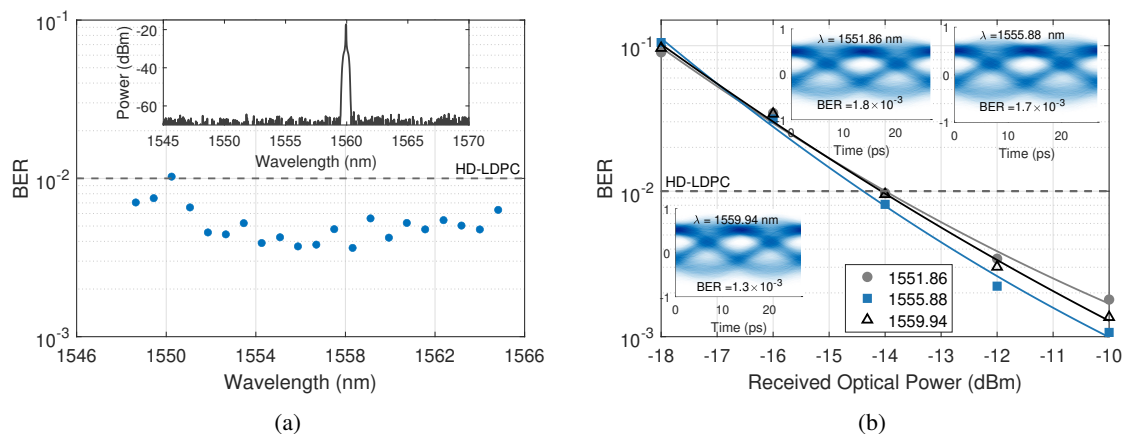 10^-1
10^-2
10^-3
BER
-20
-40
-60
Power (dBm)
1545 1550 1555 1560 1565 1570
Wavelength (nm)
HD-LDPC
1546 1550 1554 1558 1562 1566
Wavelength (nm)
(a)
10^-1
10^-2
10^-3
BER
1
0
-1
λ = 1551.86 nm
BER =1.8×10^-3
0 20
Time (ps)
1
0
-1
λ = 1555.88 nm
BER =1.7×10^-3
0 20
Time (ps)
HD-LDPC
1
0
-1
λ = 1559.94 nm
BER =1.3×10^-3
0 20
Time (ps)
1551.86
1555.88
1559.94
-18 -17 -16 -15 -14 -13 -12 -11 -10
Received Optical Power (dBm)
(b)